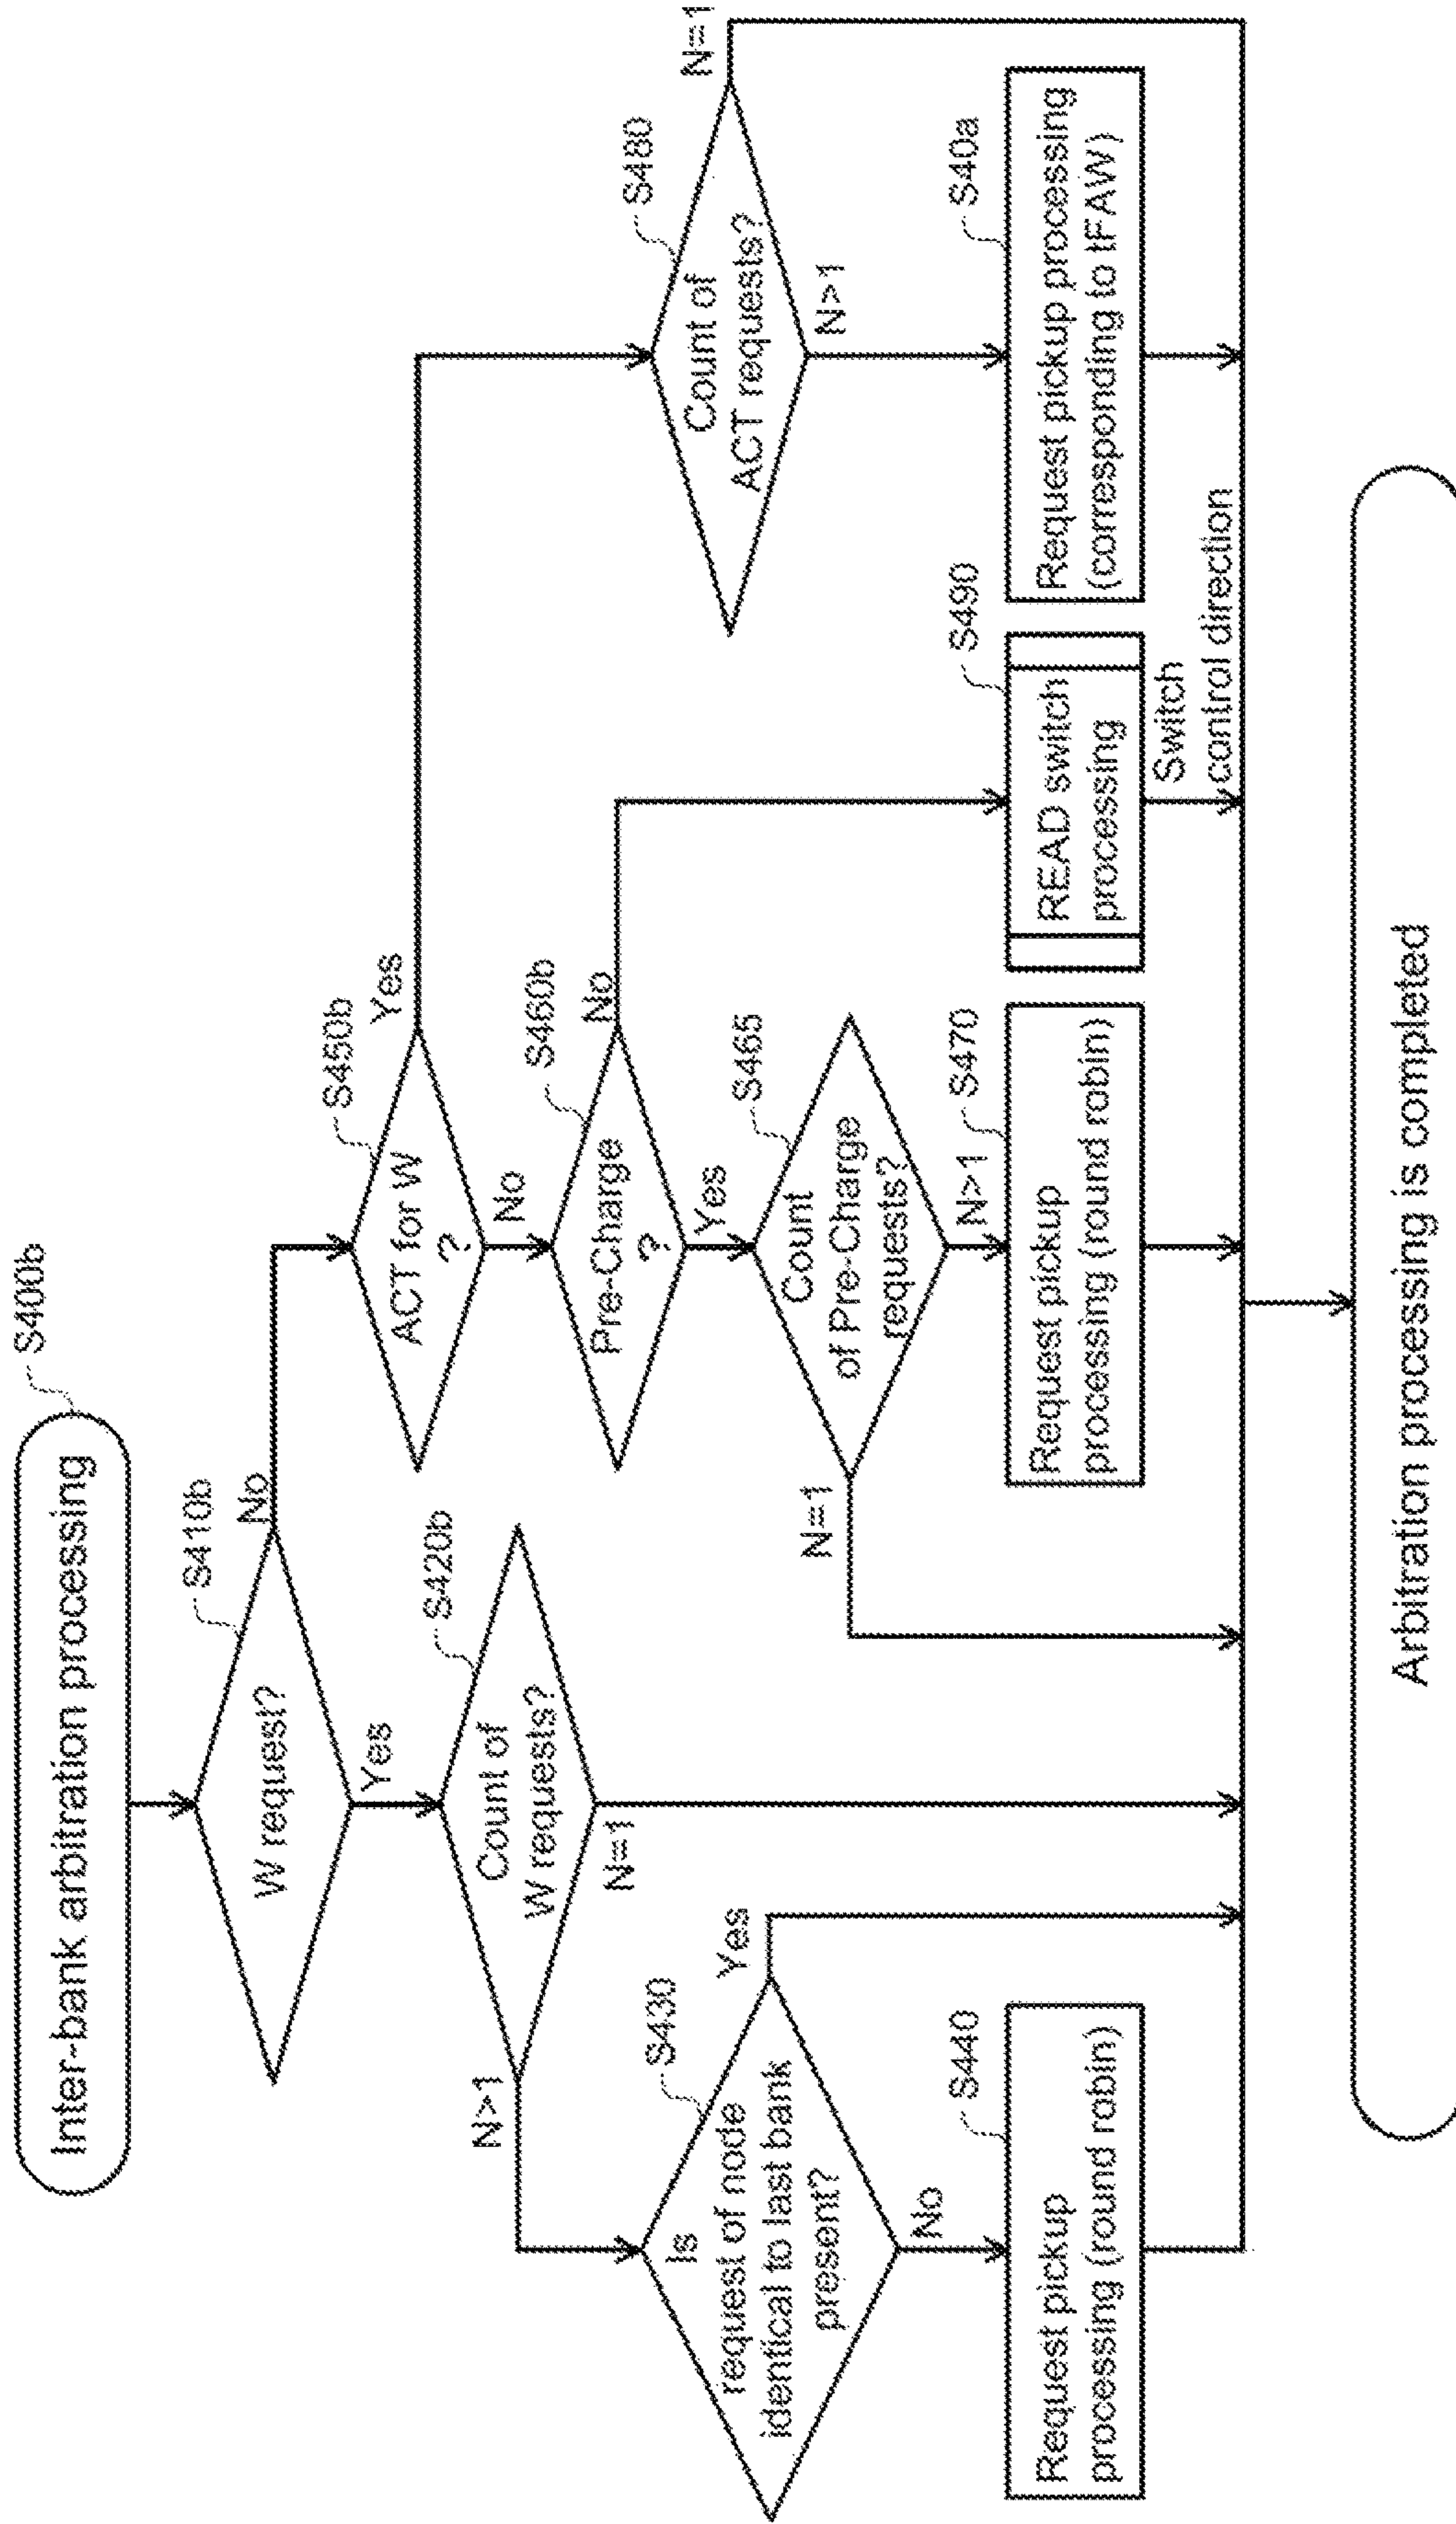 Inter-bank arbitration processing
S400b
W request?
S410b
No
Yes
Count of
W requests?
S420b
N>1
N=1
Is
request of node
identical to last bank
present?
S430
Yes
No
Request pickup
processing (round robin)
S440
ACT for W
?
S450b
Yes
No
Pre-Charge
?
S460b
No
Yes
Count
of Pre-Charge
requests?
S465
N=1
N>1
Request pickup
processing (round robin)
S470
READ switch
processing
S490
Switch
control direction
Count of
ACT requests?
S480
N=1
N>1
Request pickup processing
(corresponding to tFAW)
S40a
Arbitration processing is completed